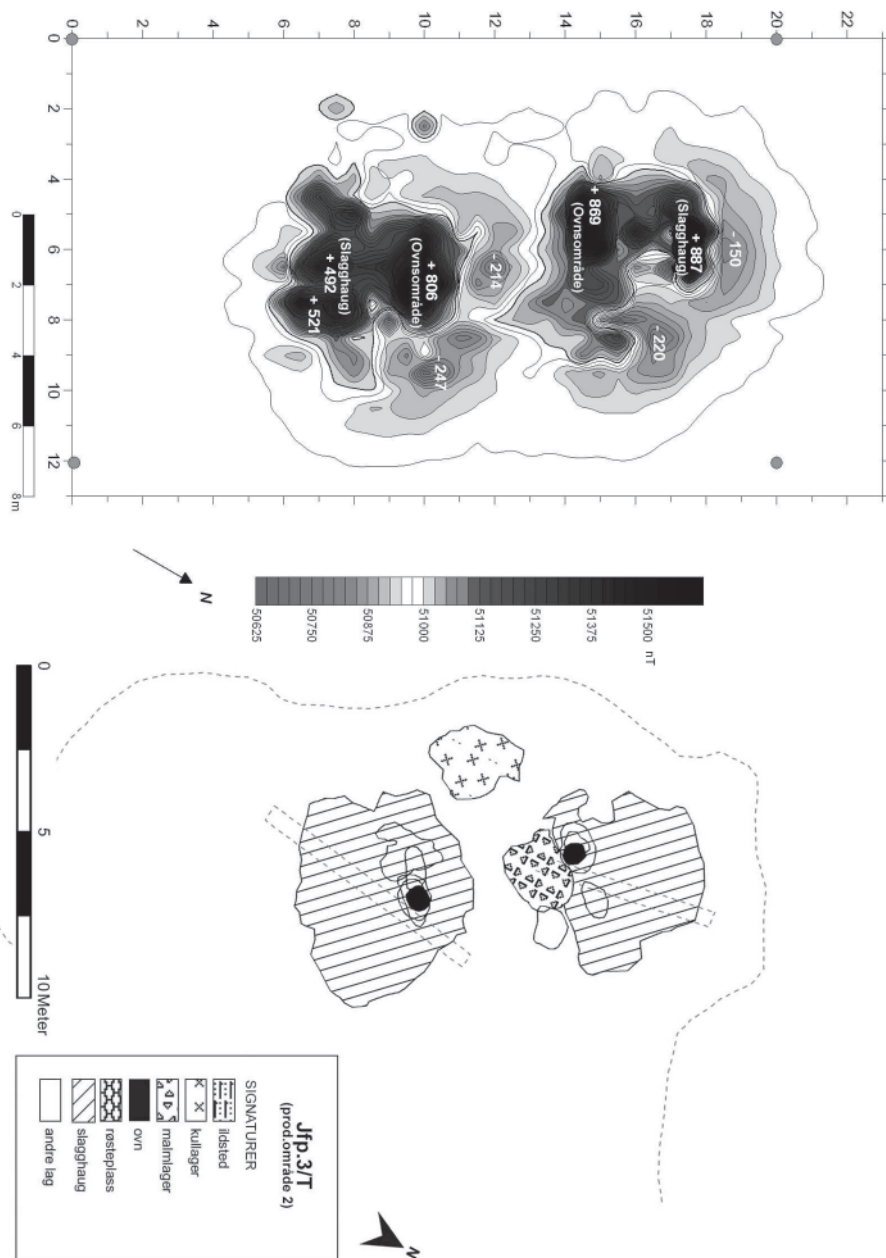 0
2
4
6
8
10
12
14
16
18
20
22
0
2
4
6
8
10
12
0
2
4
6
8 m
+ 869
(Ovnsområde)
+ 887
(Slagghaug)
- 150
- 220
- 214
- 247
+ 806
(Ovnsområde)
(Slagghaug)
+ 492
+ 521
N
50625
50750
50875
51000
51125
51250
51375
51500
nT
0
5
10 Meter
Jfp.3/T
(prod.område 2)
SIGNATURER
ildsted
kullager
malmlager
ovn
røsteplass
slagghaug
andre lag
N